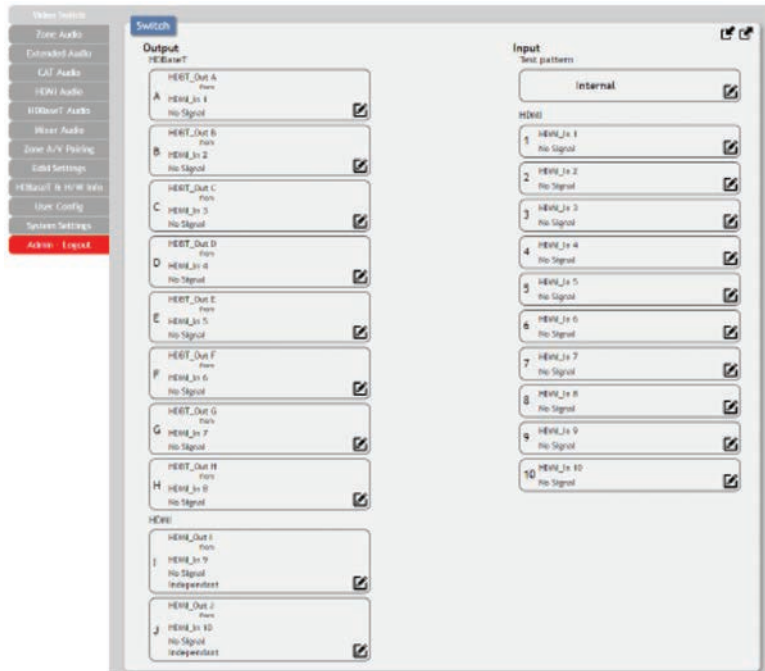 Video Switch
Zone Audio
Extended Audio
CAT Audio
HDMI Audio
HDBaseT Audio
Mixer Audio
Zone A/V Pairing
Edid Settings
HDBaseT & H/W Info
User Config
System Settings
Admin - Logout
Switch
Output
HDBaseT
A
HDBT_Out A
from
HDMI_In 1
No Signal
B
HDBT_Out B
from
HDMI_In 2
No Signal
C
HDBT_Out C
from
HDMI_In 3
No Signal
D
HDBT_Out D
from
HDMI_In 4
No Signal
E
HDBT_Out E
from
HDMI_In 5
No Signal
F
HDBT_Out F
from
HDMI_In 6
No Signal
G
HDBT_Out G
from
HDMI_In 7
No Signal
H
HDBT_Out H
from
HDMI_In 8
No Signal
HDMI
I
HDMI_Out I
from
HDMI_In 9
No Signal
Independant
J
HDMI_Out J
from
HDMI_In 10
No Signal
Independant
Input
Test pattern
Internal
HDMI
1 HDMI_In 1
No Signal
2 HDMI_In 2
No Signal
3 HDMI_In 3
No Signal
4 HDMI_In 4
No Signal
5 HDMI_In 5
No Signal
6 HDMI_In 6
No Signal
7 HDMI_In 7
No Signal
8 HDMI_In 8
No Signal
9 HDMI_In 9
No Signal
10 HDMI_In 10
No Signal